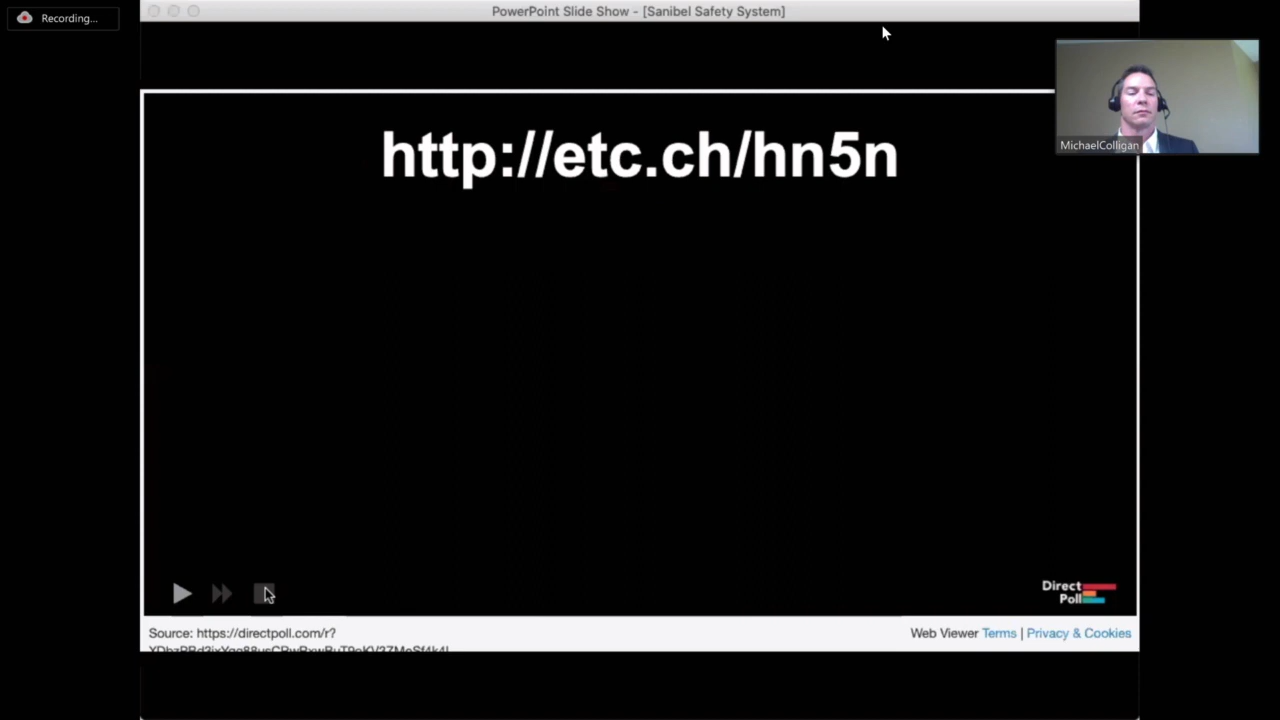 Recording...
PowerPoint Slide Show - [Sanibel Safety System]
MichaelColligan
http://etc.ch/hn5n
Direct
Poll
Source: https://directpoll.com/r?
Web Viewer Terms | Privacy & Cookies